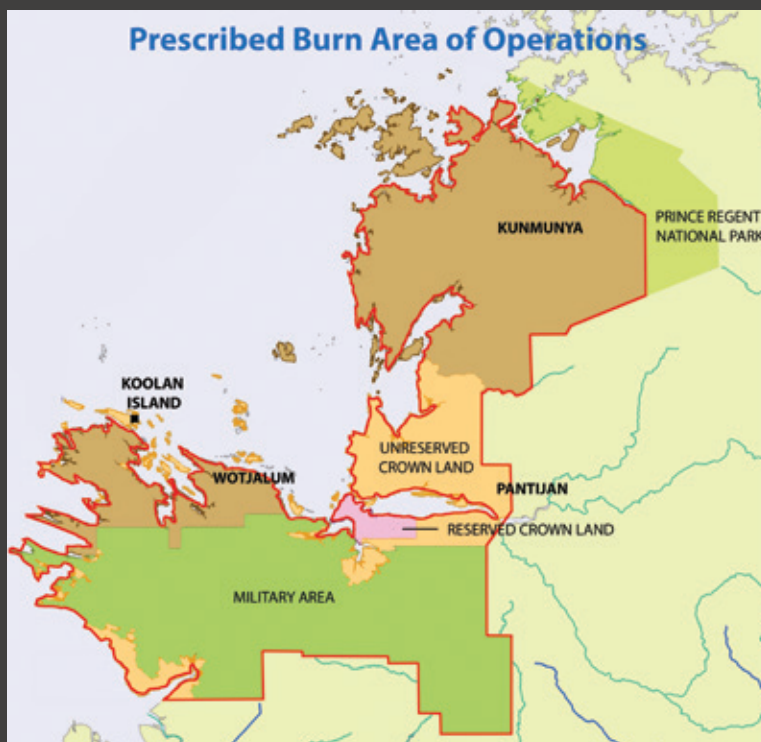 Prescribed Burn Area of Operations
KUNMUNYA
PRINCE REGENT
NATIONAL PARK
KOOLAN
ISLAND
UNRESERVED
CROWN LAND
WOTJALUM
PANTIJAN
RESERVED CROWN LAND
MILITARY AREA